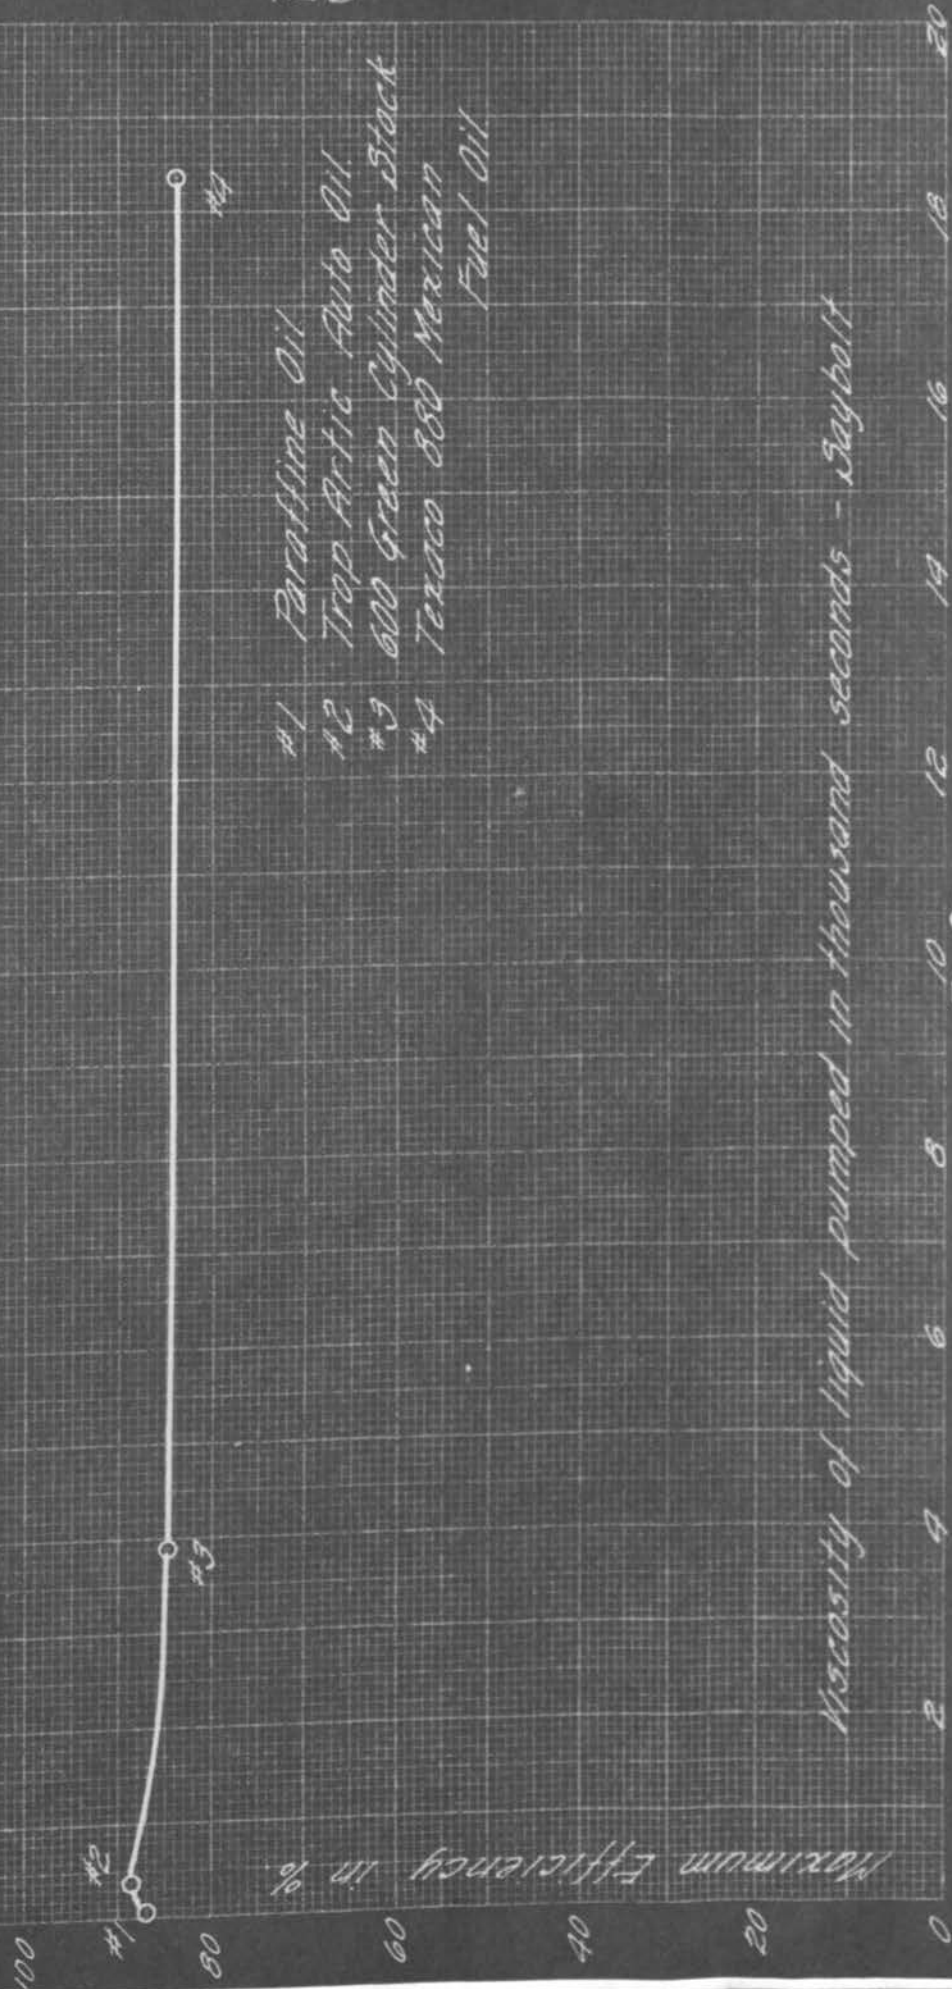 #1 Paraffine Oil
#2 Trop Artic Auto Oil
#3 600 Green Cylinder Stock
#4 Texaco 880 Mexican
Fuel Oil
#1
#2
#3
#4
Maximum Efficiency in %
100
80
60
40
20
0
2
4
6
8
10
12
14
16
18
20
Viscosity of liquid pumped in thousand seconds - Saybolt